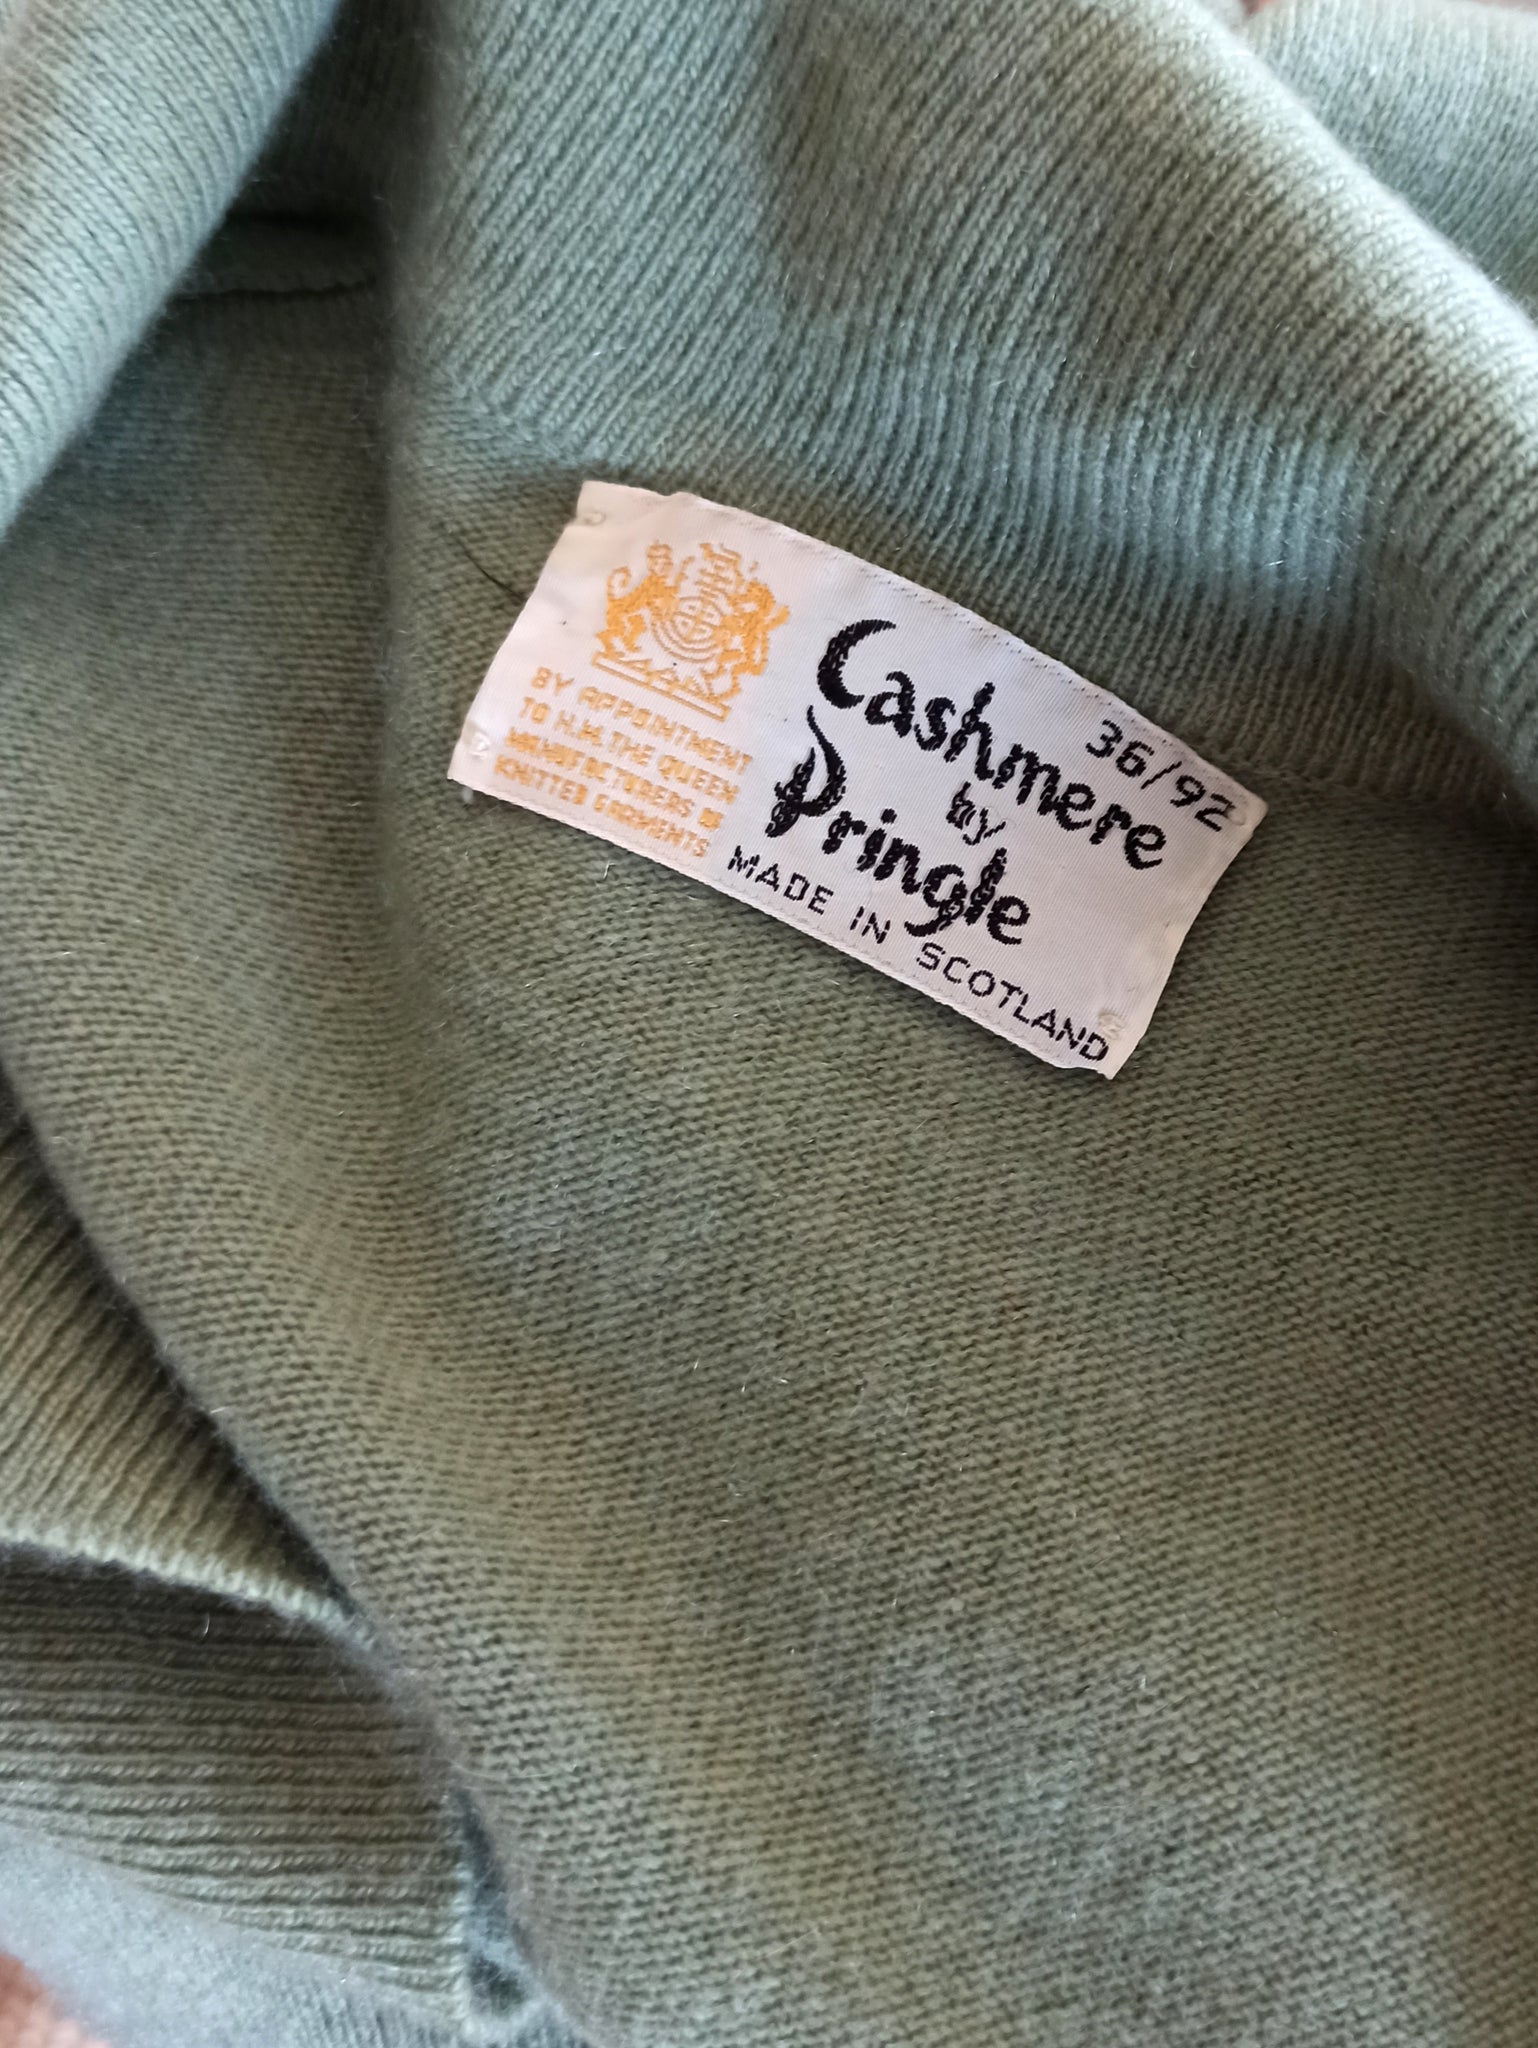 BY APPOINTMENT
TO H.M. THE QUEEN
MANUFACTURERS OF
KNITTED GARMENTS
36/92
Cashmere
by
Pringle
MADE IN SCOTLAND